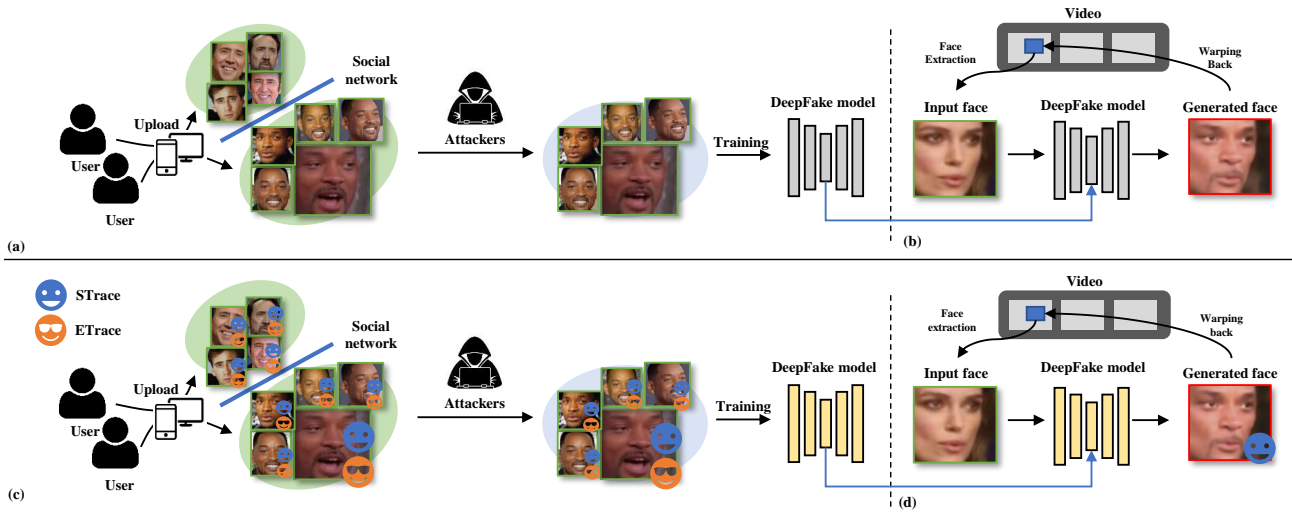 Video
Face
Extraction
Warping
Back
Social
network
Upload
User
User
Attackers
Training
DeepFake model
Input face
DeepFake model
Generated face
(a)
(b)
STrace
ETrace
Video
Face
extraction
Warping
back
Social
network
Upload
User
User
Attackers
Training
DeepFake model
Input face
DeepFake model
Generated face
(c)
(d)